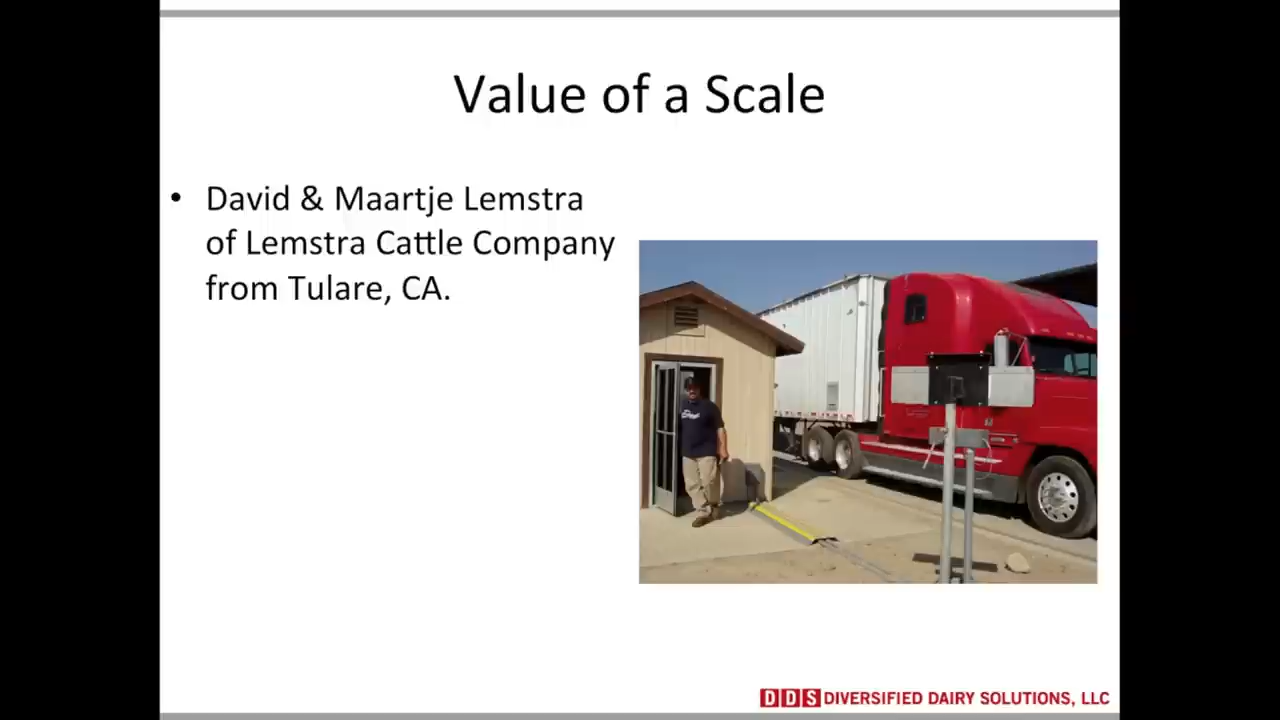 Value of a Scale
• David & Maartje Lemstra
of Lemstra Cattle Company
from Tulare, CA.
DDS DIVERSIFIED DAIRY SOLUTIONS, LLC